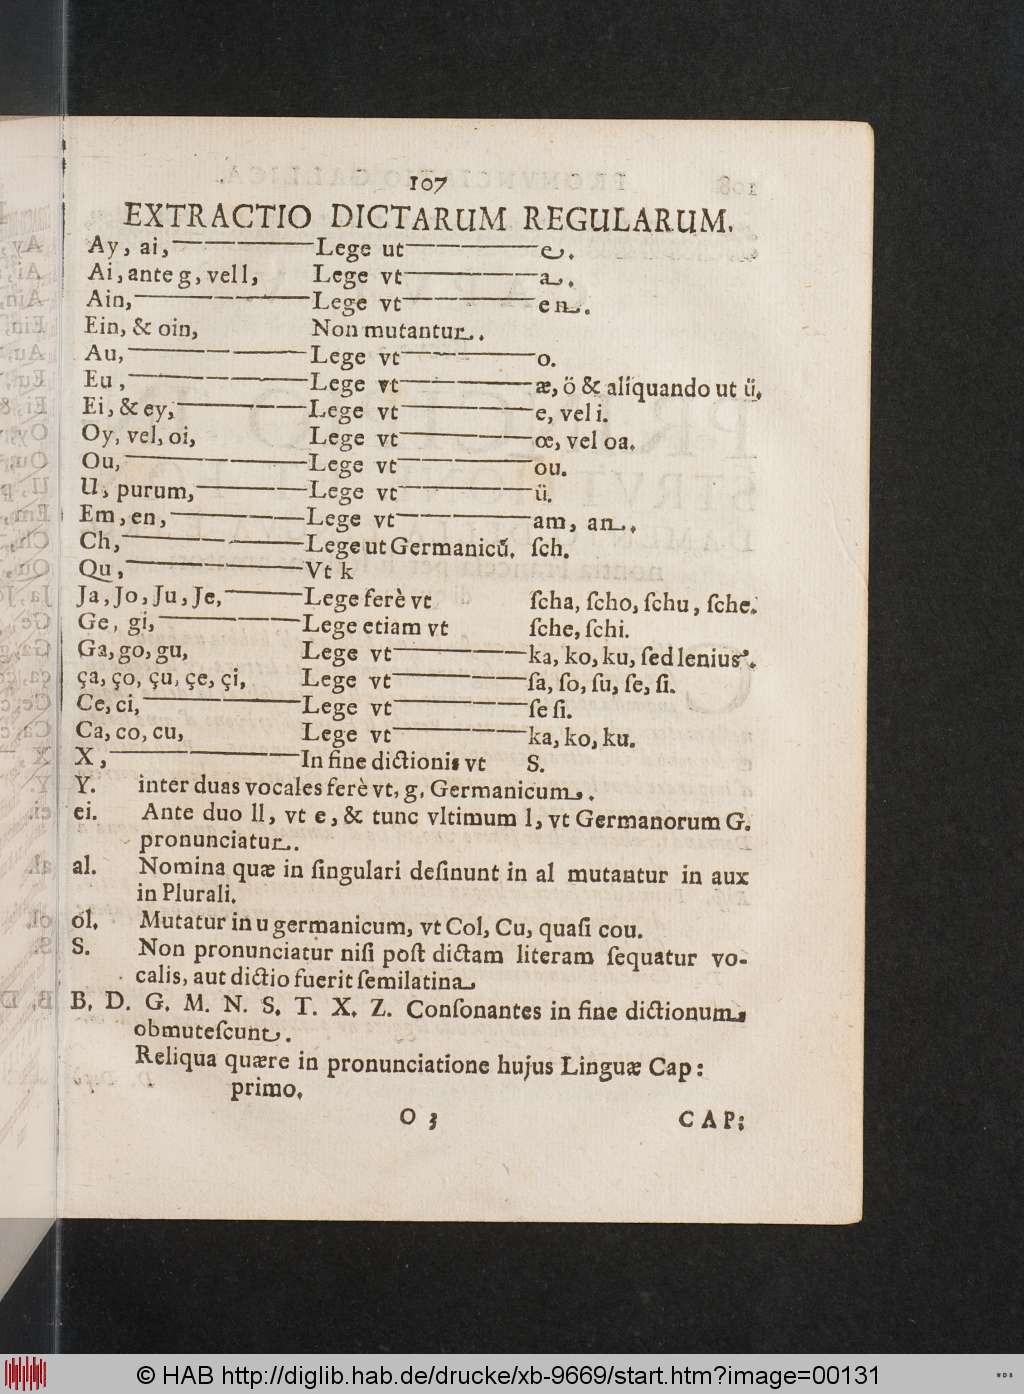 107
EXTRACTIO DICTARUM REGULARUM.
Ay, ai, Lege ut e.
Ai, ante g, vel l, Lege vt a.
Ain, Lege vt en.
Ein, & oin, Non mutantur.
Au, Lege vt o.
Eu, Lege vt æ, ö & aliquando ut ü.
Ei, & ey, Lege vt e, vel i.
Oy, vel, oi, Lege vt œ, vel oa.
Ou, Lege vt ou.
U, purum, Lege vt ü.
Em, en, Lege vt am, an.
Ch, Lege ut Germanicū. ſch.
Qu, Vt k
Ja, Jo, Ju, Je, Lege ferè vt ſcha, ſcho, ſchu, ſche.
Ge, gi, Lege etiam vt ſche, ſchi.
Ga, go, gu, Lege vt ka, ko, ku, ſed lenius.
ça, ço, çu, çe, çi, Lege vt ſa, ſo, ſu, ſe, ſi.
Ce, ci, Lege vt ſe ſi.
Ca, co, cu, Lege vt ka, ko, ku.
X, In fine dictionis vt S.
Y. inter duas vocales ferè vt, g, Germanicum.
ei. Ante duo ll, vt e, & tunc vltimum l, vt Germanorum G.
pronunciatur.
al. Nomina quæ in ſingulari deſinunt in al mutantur in aux
in Plurali.
ol. Mutatur in u germanicum, vt Col, Cu, quaſi cou.
S. Non pronunciatur niſi poſt dictam literam ſequatur vo-
calis, aut dictio fuerit ſemilatina
B, D. G. M. N. S. T. X. Z. Conſonantes in fine dictionum
obmuteſcunt.
Reliqua quære in pronunciatione hujus Linguæ Cap:
primo.
O 3 CAP:
© HAB http://diglib.hab.de/drucke/xb-9669/start.htm?image=00131